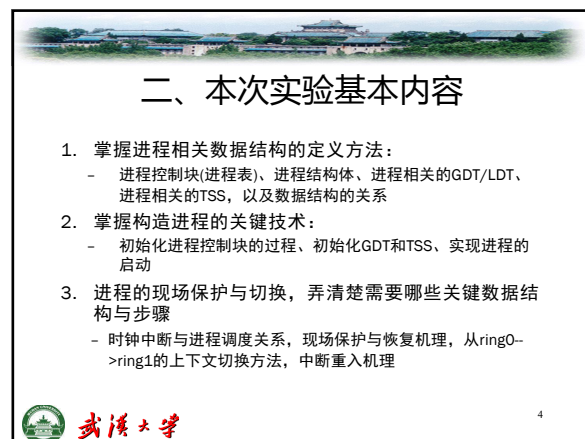 二、本次实验基本内容
1. 掌握进程相关数据结构的定义方法：
– 进程控制块(进程表)、进程结构体、进程相关的GDT/LDT、
进程相关的TSS，以及数据结构的关系
2. 掌握构造进程的关键技术：
– 初始化进程控制块的过程、初始化GDT和TSS、实现进程的
启动
3. 进程的现场保护与切换，弄清楚需要哪些关键数据结
构与步骤
– 时钟中断与进程调度关系，现场保护与恢复机理，从ring0--
>ring1的上下文切换方法，中断重入机理
武漢大学
4